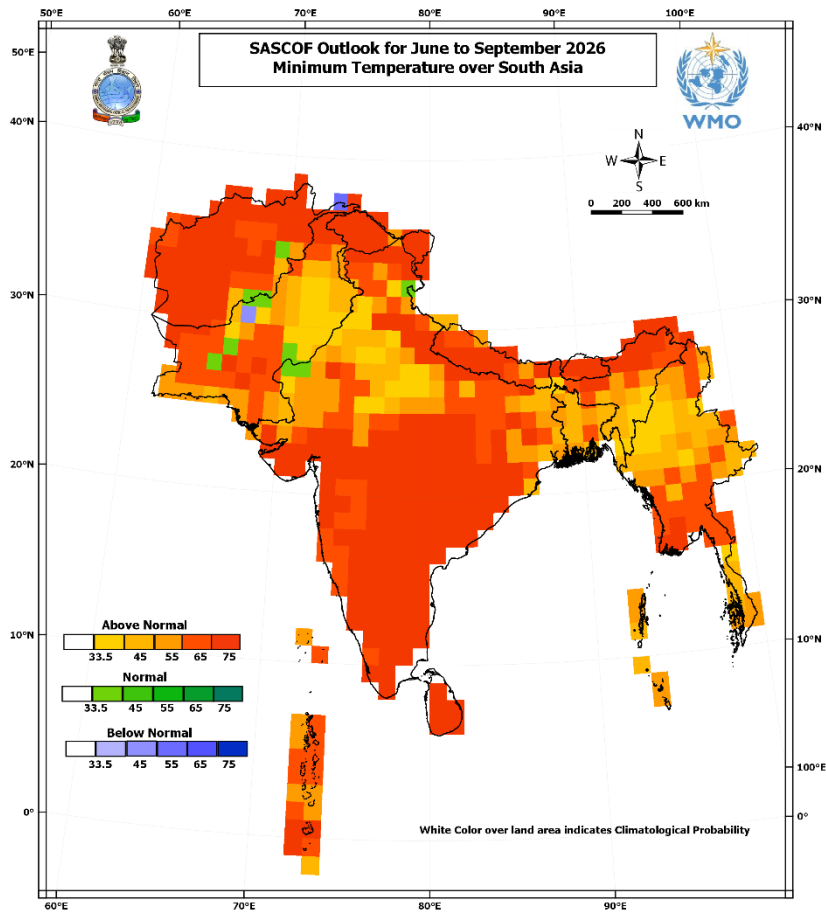 50°E 60°E 70°E 80°E 90°E 100°E
SASCOF Outlook for June to September 2026
Minimum Temperature over South Asia
WMO
50°N
40°N 40°N
N
W E
S
0 200 400 600 km
30°N 30°N
20°N 20°N
Above Normal
33.5 45 55 65 75
10°N 10°N
Normal
33.5 45 55 65 75
Below Normal
33.5 45 55 65 75
100°E
0° 0°
White Color over land area indicates Climatological Probability
60°E 70°E 80°E 90°E